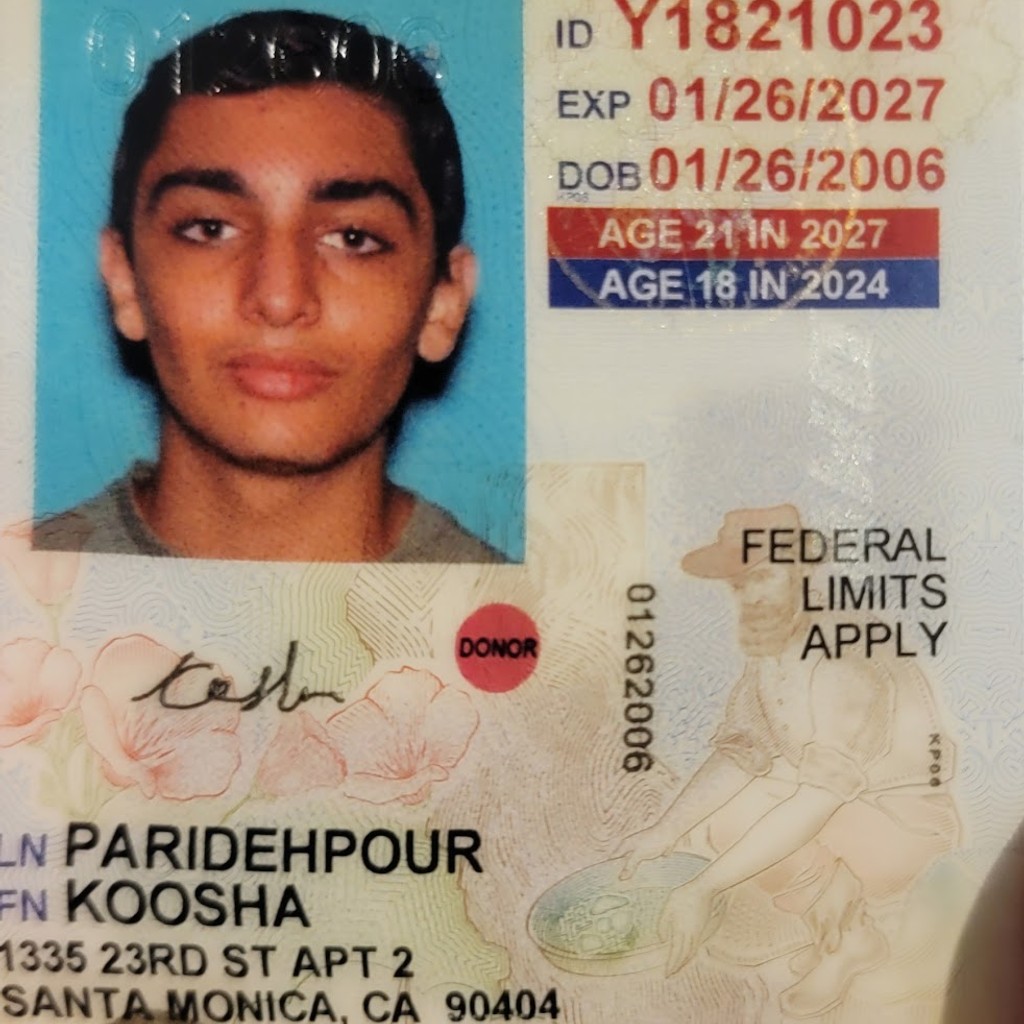 ID Y1821023
EXP 01/26/2027
DOB 01/26/2006
AGE 21 IN 2027
AGE 18 IN 2024
FEDERAL
LIMITS
APPLY
DONOR
01262006
KP06
LN PARIDEHPOUR
FN KOOSHA
1335 23RD ST APT 2
SANTA MONICA, CA 90404